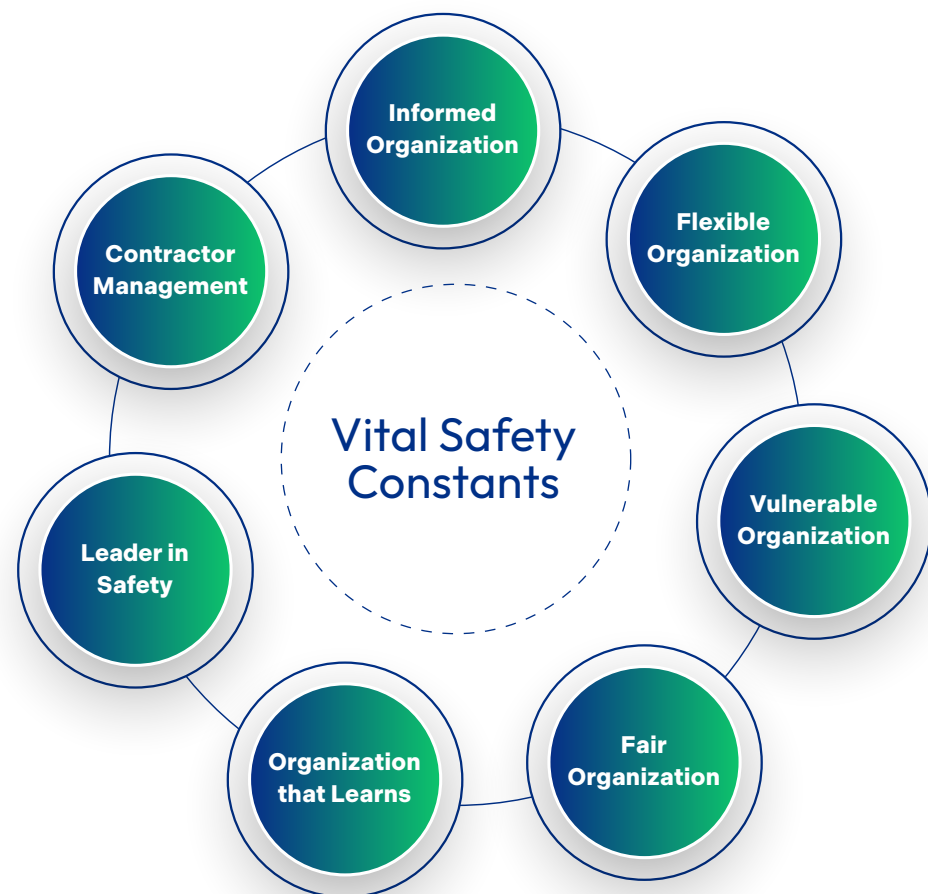 Informed
Organization
Flexible
Organization
Contractor
Management
Vital Safety
Constants
Vulnerable
Organization
Leader in
Safety
Fair
Organization
Organization
that Learns